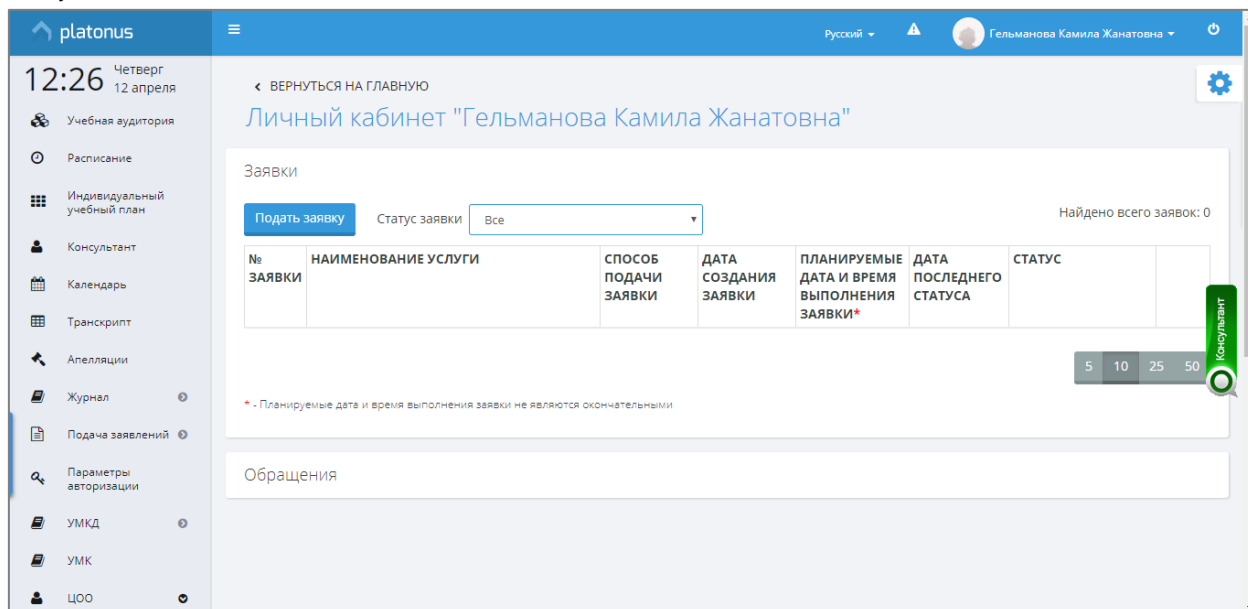 platonus
Русский
Гельманова Камила Жанатовна
12:26
Четверг
12 апреля
Учебная аудитория
Расписание
Индивидуальный
учебный план
Консультант
Календарь
Транскрипт
Апелляции
Журнал
Подача заявлений
Параметры
авторизации
УМКД
УМК
ЦОО
ВЕРНУТЬСЯ НА ГЛАВНУЮ
Личный кабинет "Гельманова Камила Жанатовна"
Заявки
Подать заявку
Статус заявки
Все
Найдено всего заявок: 0
№
ЗАЯВКИ
НАИМЕНОВАНИЕ УСЛУГИ
СПОСОБ
ПОДАЧИ
ЗАЯВКИ
ДАТА
СОЗДАНИЯ
ЗАЯВКИ
ПЛАНИРУЕМЫЕ
ДАТА И ВРЕМЯ
ВЫПОЛНЕНИЯ
ЗАЯВКИ*
ДАТА
ПОСЛЕДНЕГО
СТАТУСА
СТАТУС
5 10 25 50
* - Планируемые дата и время выполнения заявки не являются окончательными
Обращения
Консультант